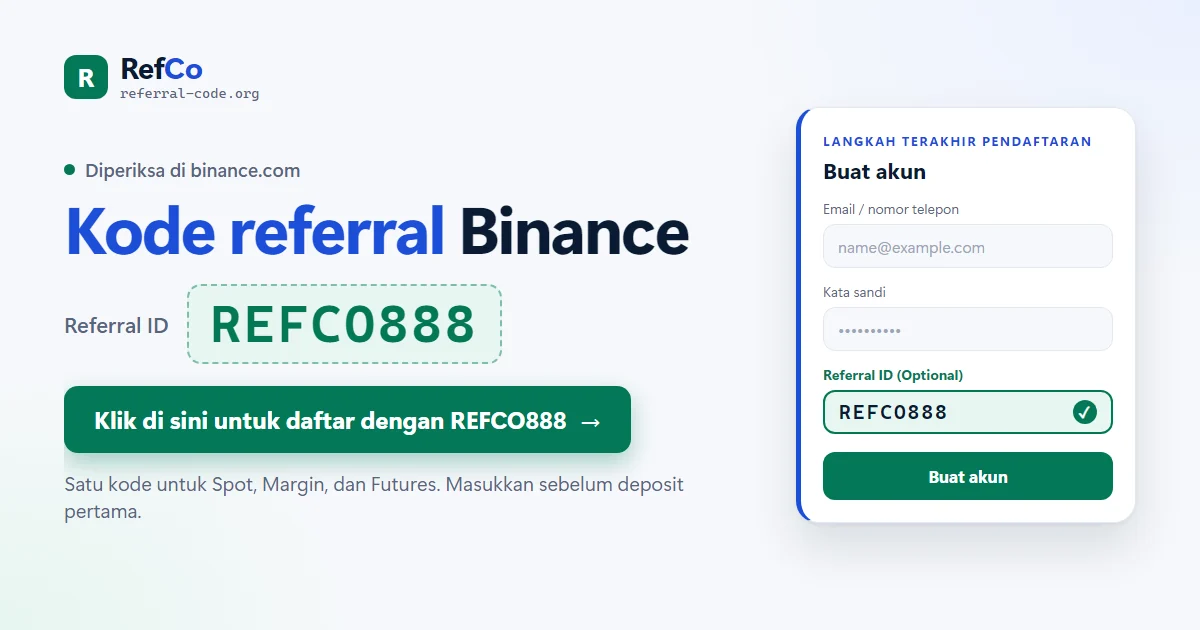 R
RefCo
referral-code.org
Diperiksa di binance.com
Kode referral Binance
Referral ID
REFCO888
Klik di sini untuk daftar dengan REFCO888 →
Satu kode untuk Spot, Margin, dan Futures. Masukkan sebelum deposit
pertama.
LANGKAH TERAKHIR PENDAFTARAN
Buat akun
Email / nomor telepon
name@example.com
Kata sandi
••••••••••
Referral ID (Optional)
REFCO888
Buat akun